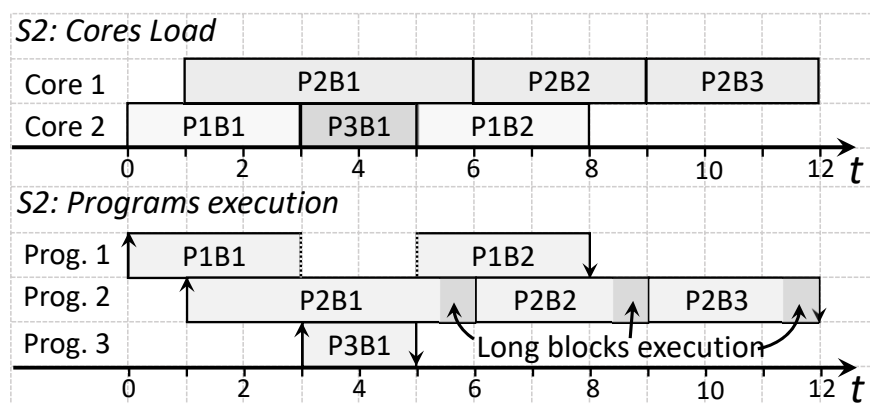 S2: Cores Load
Core 1 P2B1 P2B2 P2B3
Core 2 P1B1 P3B1 P1B2
0 2 4 6 8 10 12 t
S2: Programs execution
Prog. 1 P1B1 P1B2
Prog. 2 P2B1 P2B2 P2B3
Prog. 3 P3B1 Long blocks execution
0 2 4 6 8 10 12 t